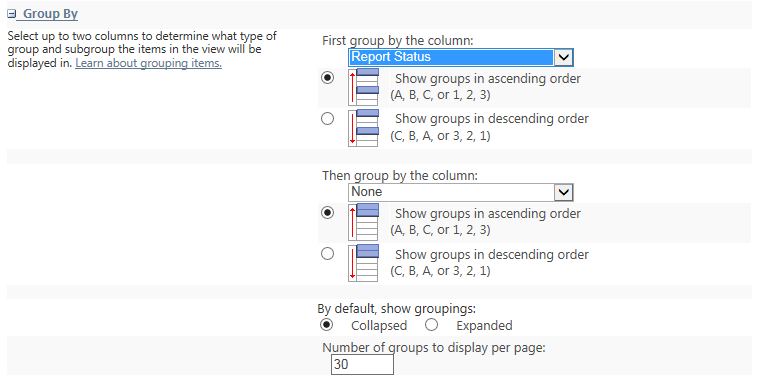 Group By
Select up to two columns to determine what type of
group and subgroup the items in the view will be
displayed in. Learn about grouping items.
First group by the column:
Report Status
Show groups in ascending order
(A, B, C, or 1, 2, 3)
Show groups in descending order
(C, B, A, or 3, 2, 1)
Then group by the column:
None
Show groups in ascending order
(A, B, C, or 1, 2, 3)
Show groups in descending order
(C, B, A, or 3, 2, 1)
By default, show groupings:
Collapsed Expanded
Number of groups to display per page:
30